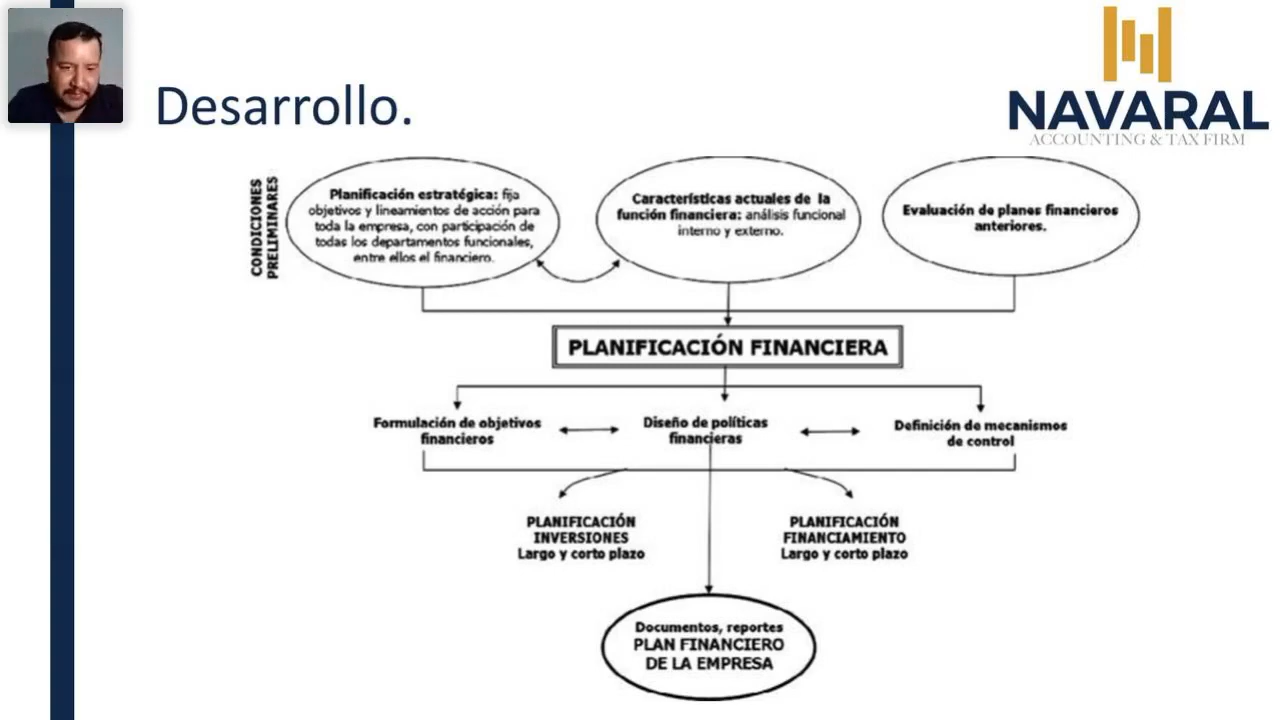 NAVARAL
ACCOUNTING & TAX FIRM
Desarrollo.
CONDICIONES
PRELIMINARES
Planificación estratégica: fija
objetivos y lineamientos de acción para
toda la empresa, con participación de
todas los departamentos funcionales,
entre ellos el financiero.
Características actuales de la
función financiera: análisis funcional
interno y externo.
Evaluación de planes financieros
anteriores.
PLANIFICACIÓN FINANCIERA
Formulación de objetivos
financieros
Diseño de políticas
financieras
Definición de mecanismos
de control
PLANIFICACIÓN
INVERSIONES
Largo y corto plazo
PLANIFICACIÓN
FINANCIAMIENTO
Largo y corto plazo
Documentos, reportes
PLAN FINANCIERO
DE LA EMPRESA